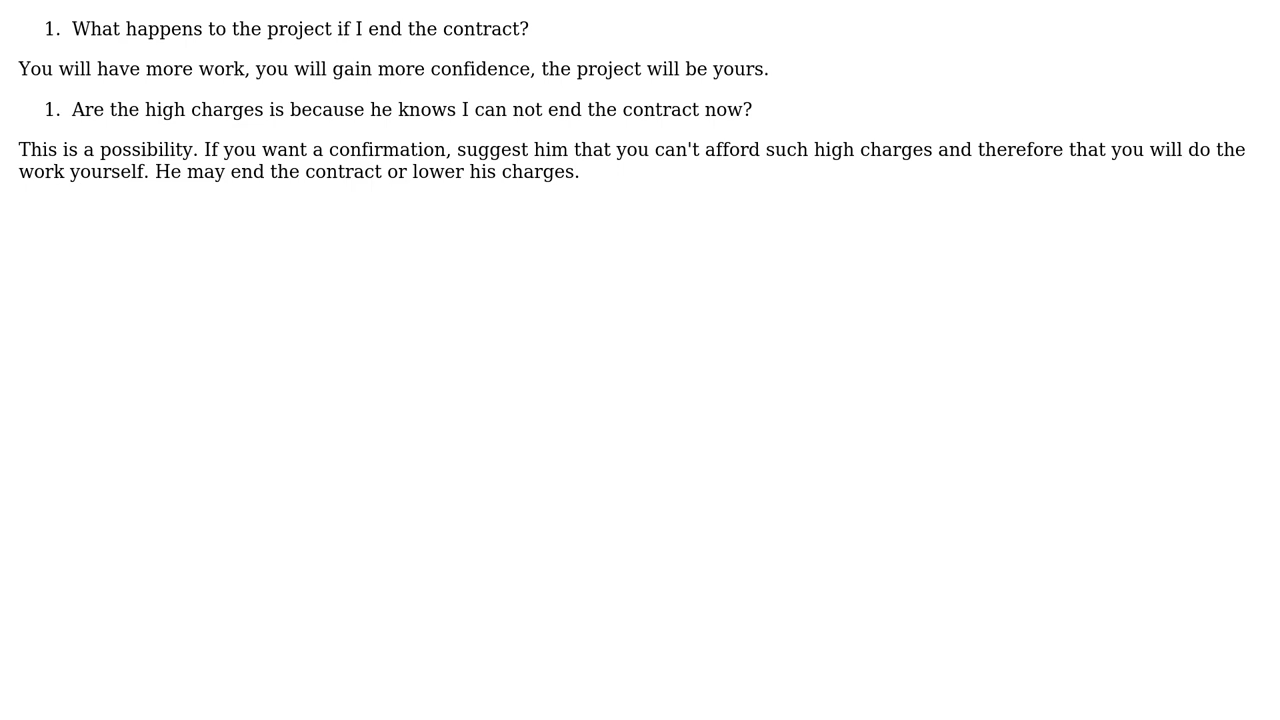 1. What happens to the project if I end the contract?
You will have more work, you will gain more confidence, the project will be yours.
1. Are the high charges is because he knows I can not end the contract now?
This is a possibility. If you want a confirmation, suggest him that you can't afford such high charges and therefore that you will do the
work yourself. He may end the contract or lower his charges.